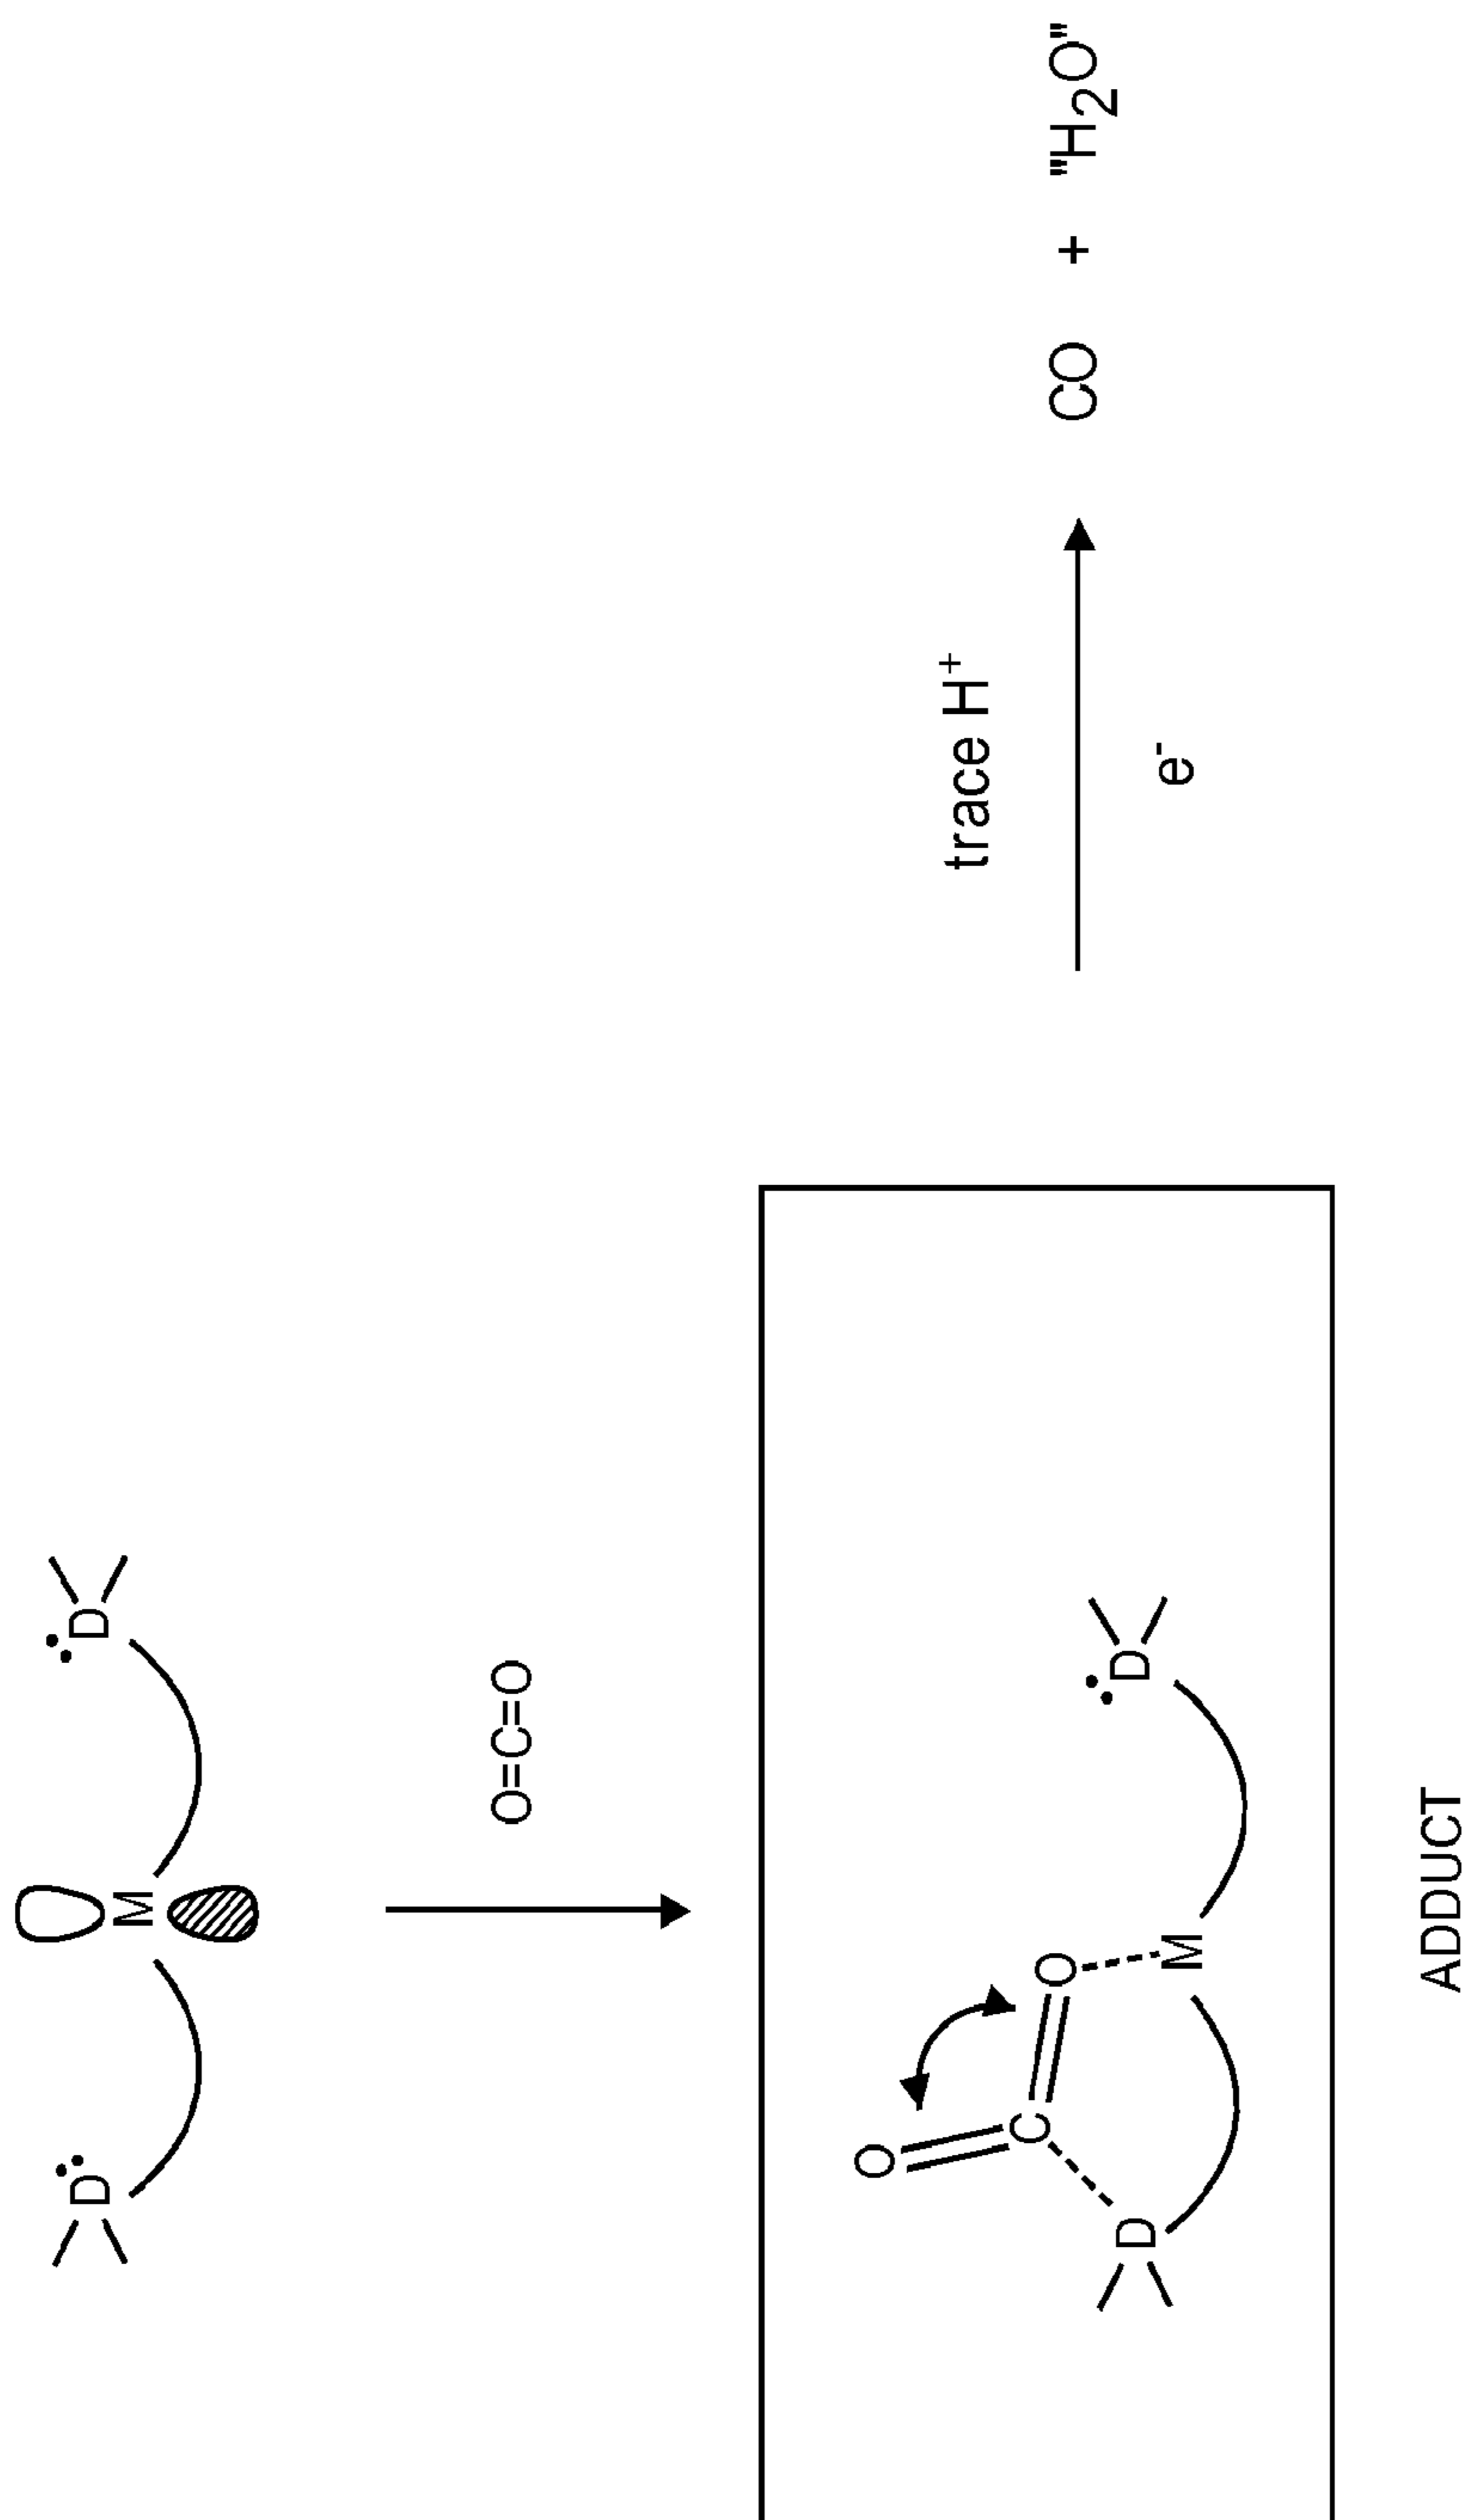 D M D
O=C=O
O
C O
D M D
ADDUCT
trace H⁺
e⁻
CO + "H₂O"